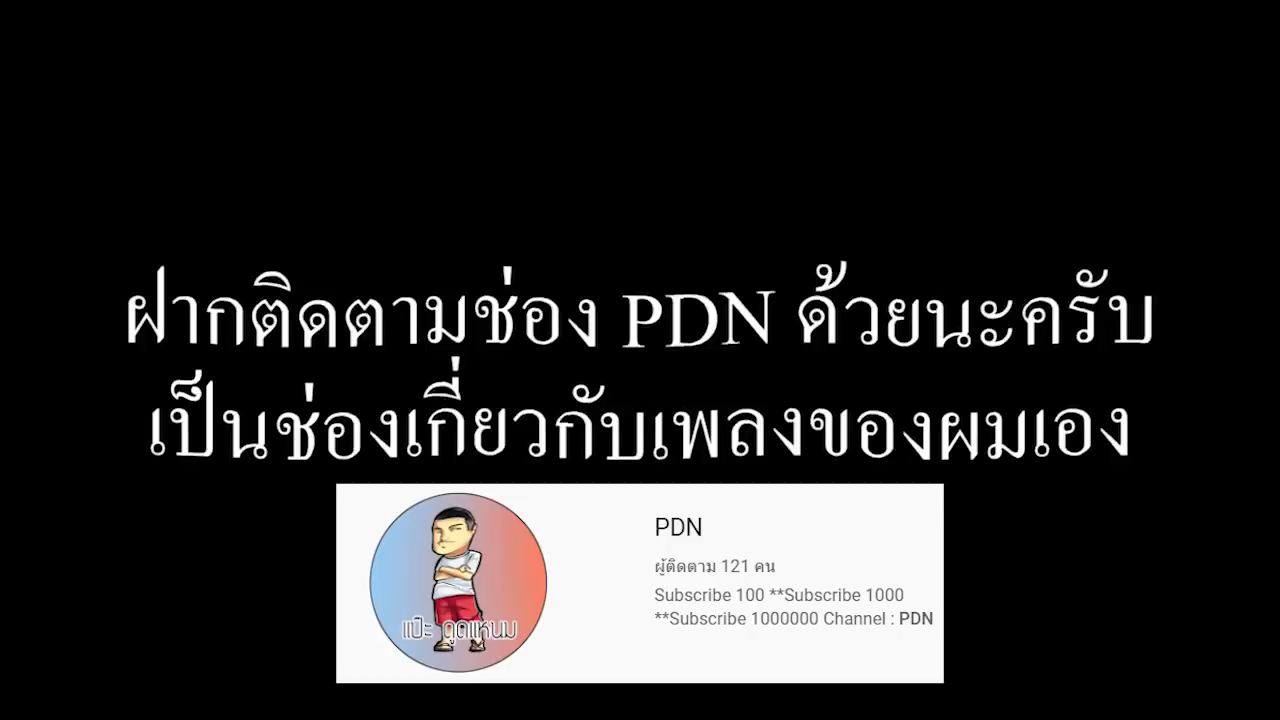 ฝากติดตามช่อง PDN ด้วยนะครับ
เป็นช่องเกี่ยวกับเพลงของผมเอง
PDN
ผู้ติดตาม 121 คน
Subscribe 100 **Subscribe 1000
**Subscribe 1000000 Channel : PDN
แป๊ะ ดูดแหนม